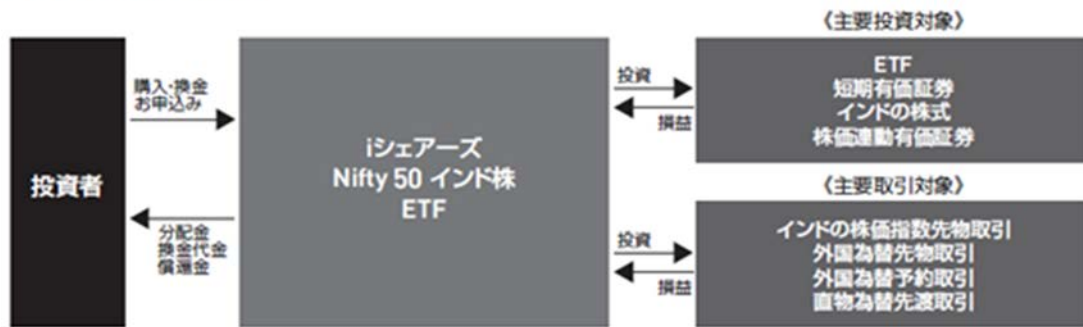 投資者
購入・換金
お申込み
分配金
換金代金
償還金
iシェアーズ
Nifty 50 インド株
ETF
投資
損益
投資
損益
《主要投資対象》
ETF
短期有価証券
インドの株式
株価連動有価証券
《主要取引対象》
インドの株価指数先物取引
外国為替先物取引
外国為替予約取引
直物為替先渡取引